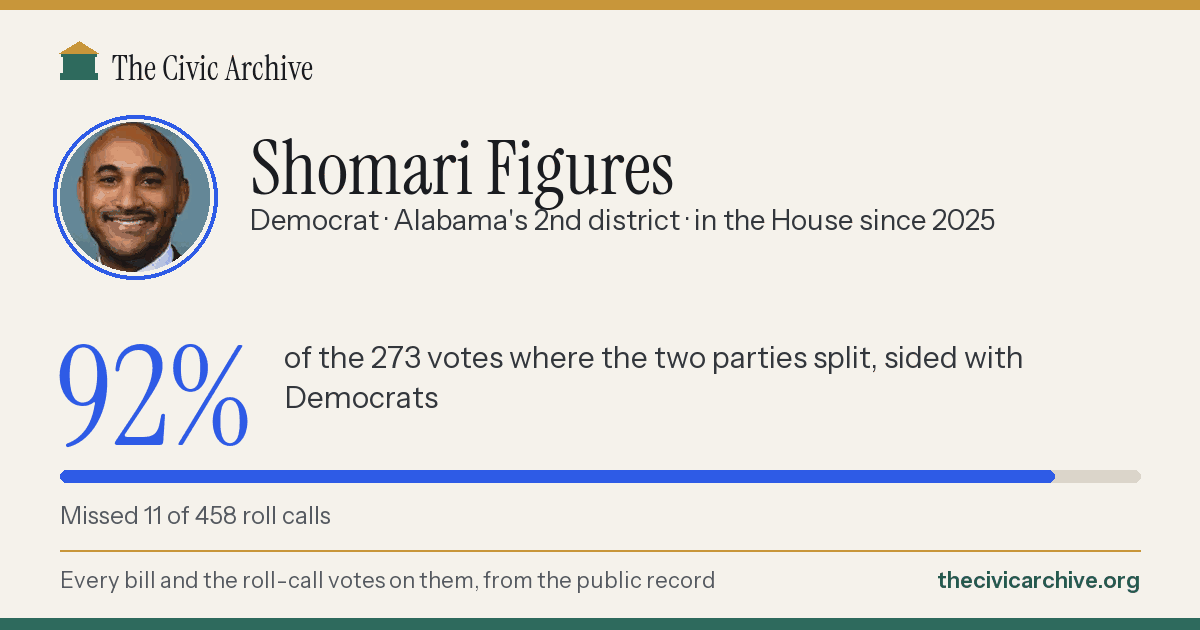 The Civic Archive
Shomari Figures
Democrat · Alabama's 2nd district · in the House since 2025
92%
of the 273 votes where the two parties split, sided with
Democrats
Missed 11 of 458 roll calls
Every bill and the roll-call votes on them, from the public record
thecivicarchive.org